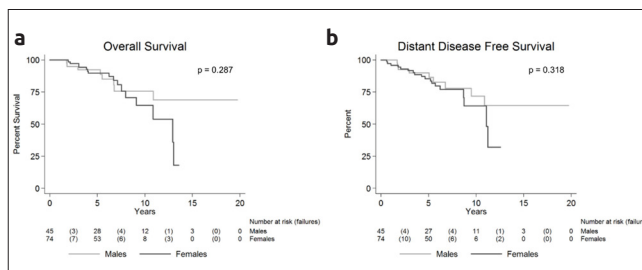 a
Overall Survival
p = 0.287
Percent Survival
100
75
50
25
0
0 5 10 15 20
Years
Number at risk (failures)
45 (3) 28 (4) 12 (1) 3 (0) 0 Males
74 (7) 53 (6) 8 (3) 0 (0) 0 Females
Males Females
b
Distant Disease Free Survival
p = 0.318
Percent
100
75
50
25
0
0 5 10 15 20
Years
Number at risk (failures
45 (4) 27 (4) 11 (1) 3 (0) 0 Males
74 (10) 50 (6) 6 (2) 0 (0) 0 Females
Males Females